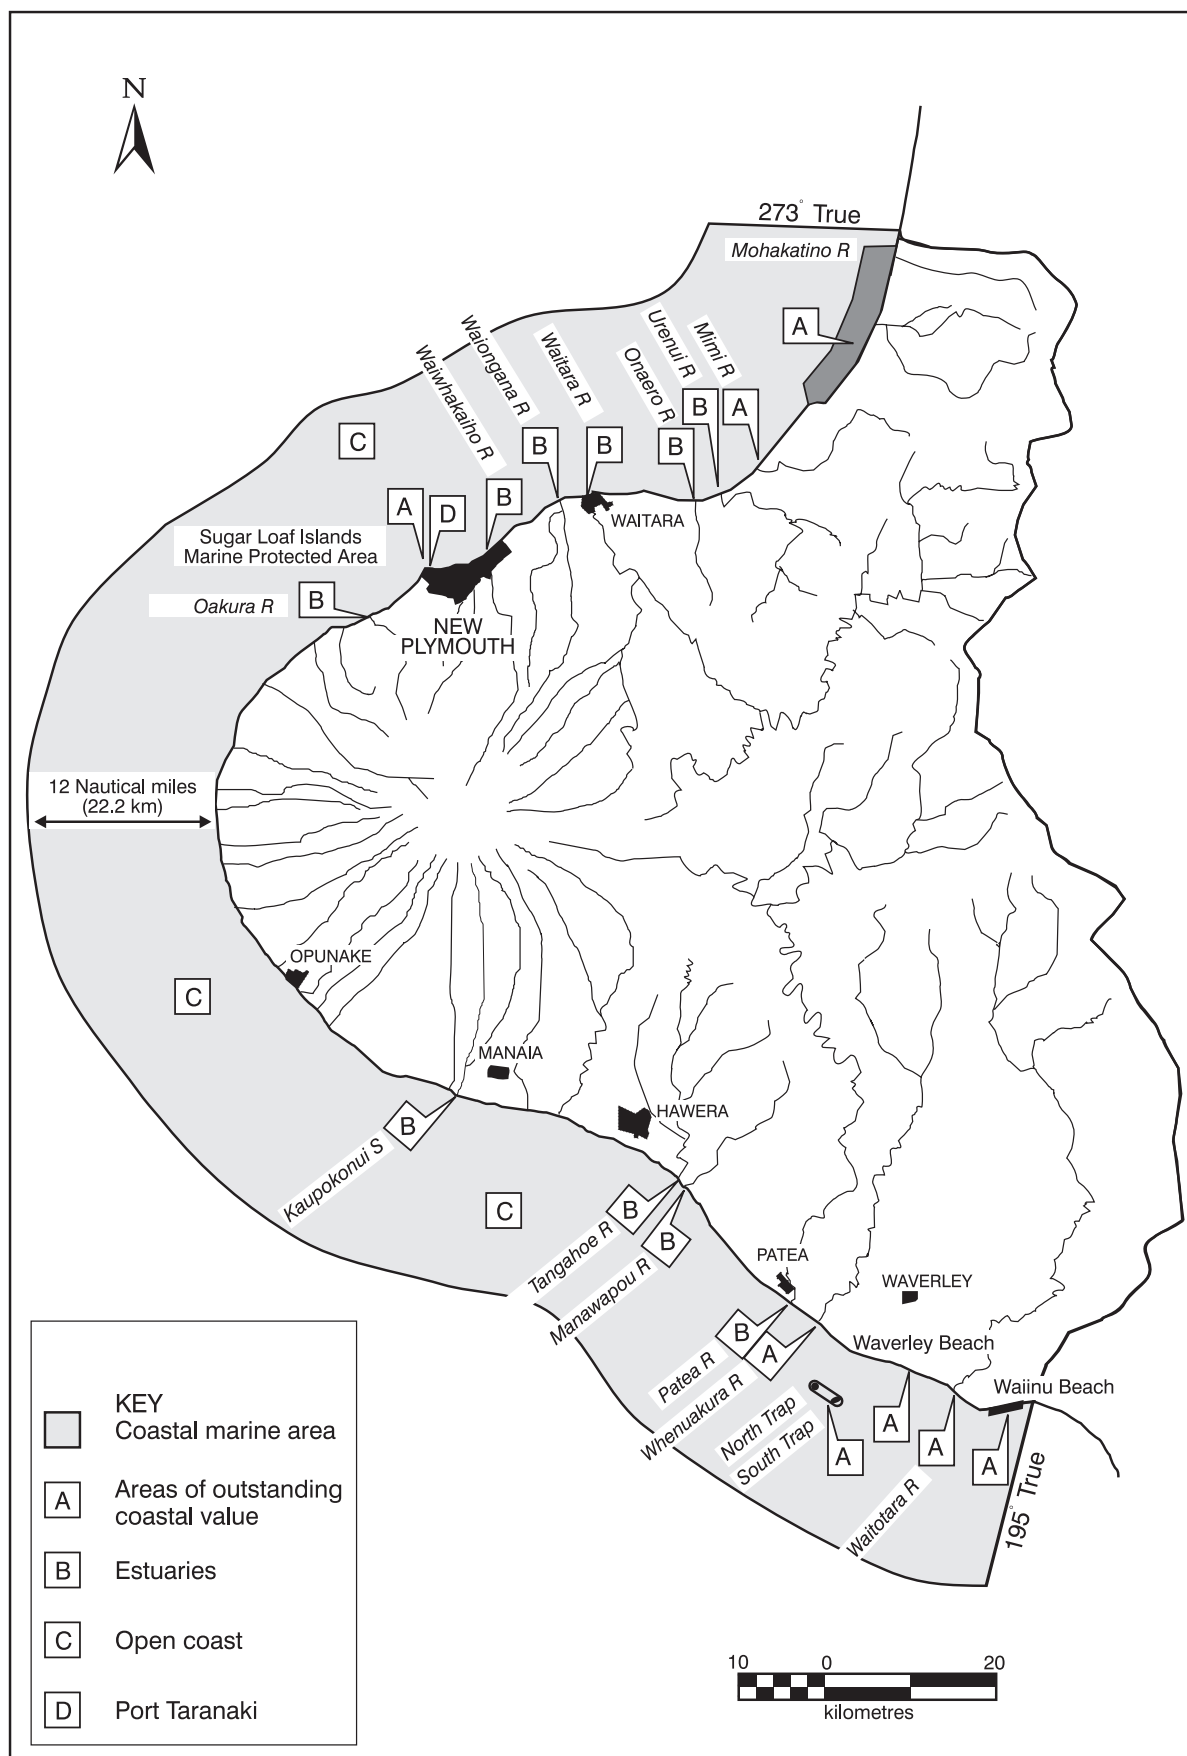 N
273° True
Mohakatino R
A
Mimi R
Urenui R
Onaero R
Waitara R
Waiongana R
Waiwhakaiho R
C
B
B
B
B
A
A
D
B
WAITARA
Sugar Loaf Islands
Marine Protected Area
Oakura R
B
NEW
PLYMOUTH
12 Nautical miles
(22.2 km)
OPUNAKE
C
MANAIA
HAWERA
B
Kaupokonui S
C
B
Tangahoe R
B
Manawapou R
PATEA
WAVERLEY
B
Patea R
A
Whenuakura R
Waverley Beach
Waiinu Beach
North Trap
South Trap
A
A
A
A
Waitotara R
195° True
KEY
Coastal marine area
A
Areas of outstanding
coastal value
B
Estuaries
C
Open coast
D
Port Taranaki
10 0 20
kilometres